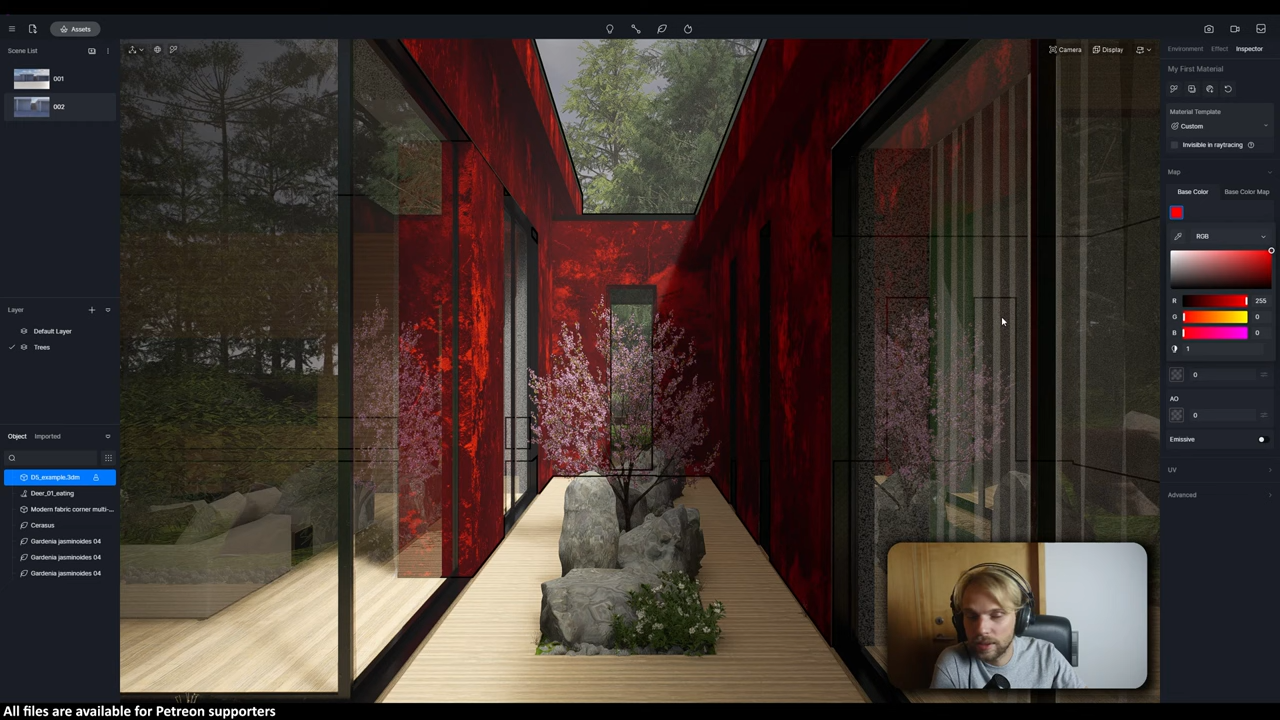 Assets
Scene List
001
002
Layer
Default Layer
Trees
Object Imported
D5_example.3dm
Deer_01_eating
Modern fabric corner multi-...
Cerasus
Gardenia jasminoides 04
Gardenia jasminoides 04
Gardenia jasminoides 04
Camera Display
Environment Effect Inspector
My First Material
Material Template
Custom
Invisible in raytracing
Map
Base Color Base Color Map
RGB
R 255
G 0
B 0
1
0
AO
0
Emissive
UV
Advanced
All files are available for Petreon supporters